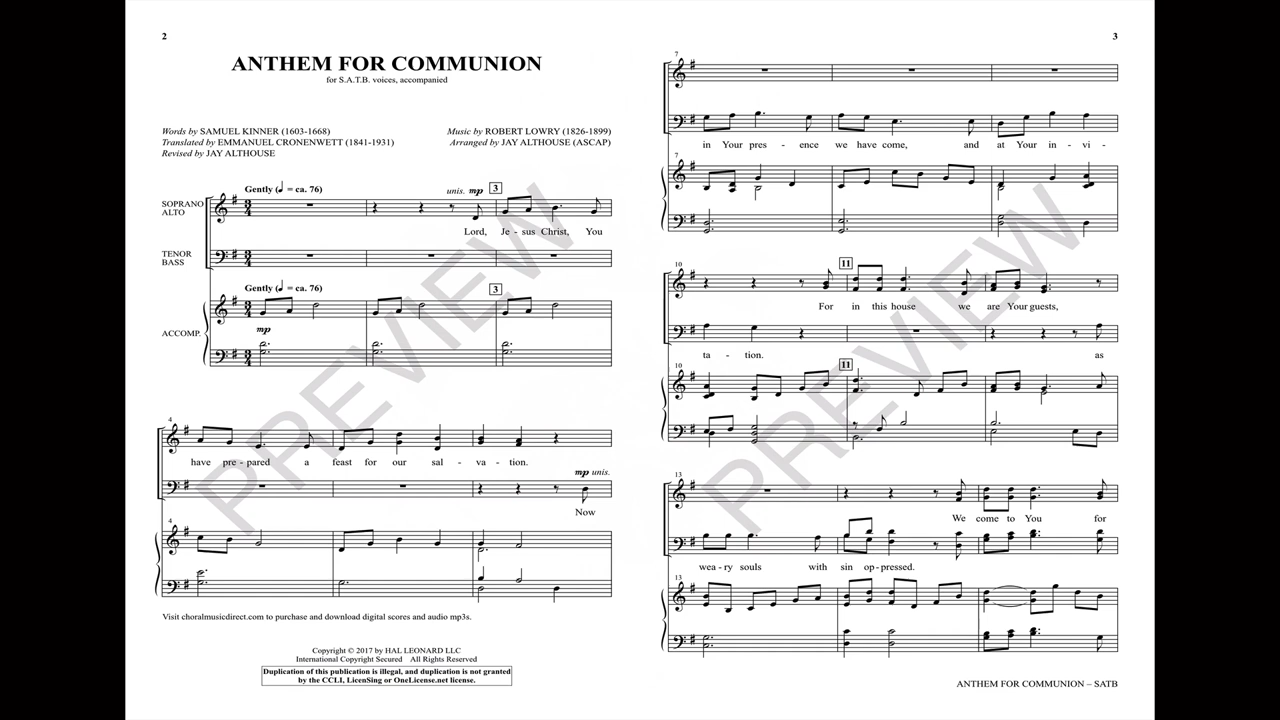 2
ANTHEM FOR COMMUNION
for S.A.T.B. voices, accompanied
Words by SAMUEL KINNER (1603-1668)
Translated by EMMANUEL CRONENWETT (1841-1931)
Revised by JAY ALTHOUSE
Music by ROBERT LOWRY (1826-1899)
Arranged by JAY ALTHOUSE (ASCAP)
Gently (♩ = ca. 76)
unis. mp
3
SOPRANO
ALTO
Lord, Je - sus Christ, You
TENOR
BASS
Gently (♩ = ca. 76)
3
mp
ACCOMP.
4
have pre - pared a feast for our sal - va - tion.
mp unis.
Now
4
Visit choralmusicdirect.com to purchase and download digital scores and audio mp3s.
Copyright © 2017 by HAL LEONARD LLC
International Copyright Secured All Rights Reserved
Duplication of this publication is illegal, and duplication is not granted
by the CCLI, LicenSing or OneLicense.net license.
PREVIEW
3
7
in Your pres - ence we have come, and at Your in - vi -
7
10
11
For in this house we are Your guests,
ta - tion. as
10
11
13
We come to You for
wea - ry souls with sin op - pressed.
13
ANTHEM FOR COMMUNION – SATB
PREVIEW